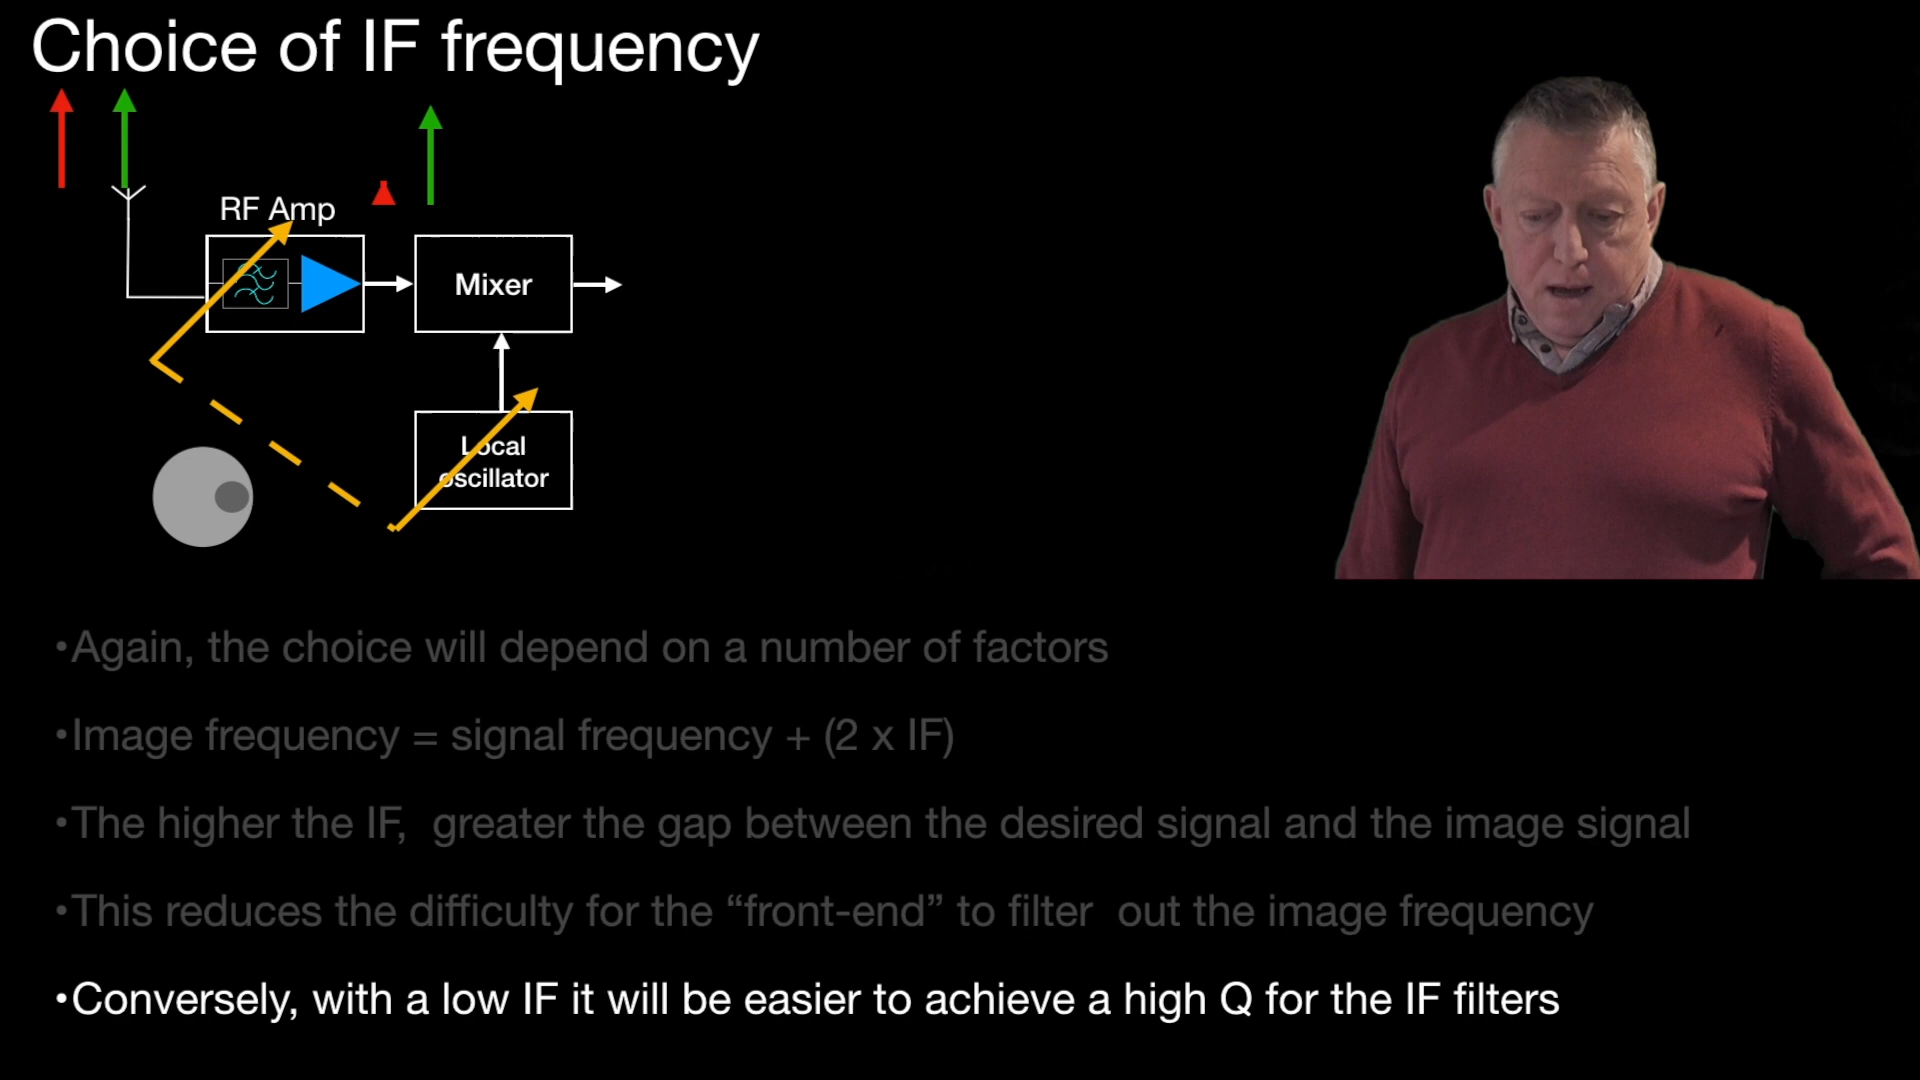 Choice of IF frequency
RF Amp
Mixer
Local
oscillator
•Again, the choice will depend on a number of factors
•Image frequency = signal frequency + (2 x IF)
•The higher the IF,  greater the gap between the desired signal and the image signal
•This reduces the difficulty for the “front-end” to filter  out the image frequency
•Conversely, with a low IF it will be easier to achieve a high Q for the IF filters